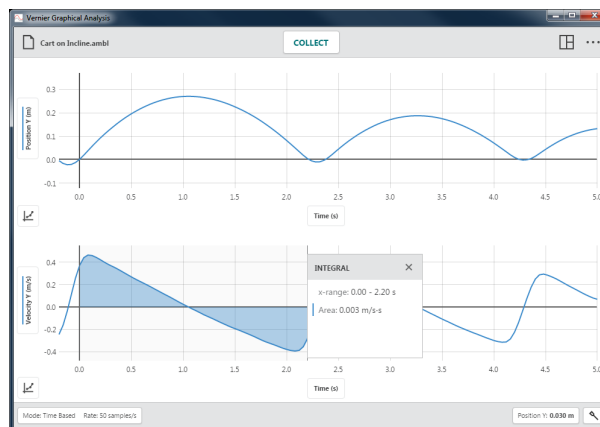 Vernier Graphical Analysis
Cart on Incline.ambl
COLLECT
Position Y (m)
0.3
0.2
0.1
0.0
-0.1
0.0 0.5 1.0 1.5 2.0 2.5 3.0 3.5 4.0 4.5 5.0
Time (s)
Velocity Y (m/s)
0.4
0.2
0.0
-0.2
-0.4
INTEGRAL
x-range: 0.00 - 2.20 s
Area: 0.003 m/s·s
0.0 0.5 1.0 1.5 2.0 2.5 3.0 3.5 4.0 4.5 5.0
Time (s)
Mode: Time Based Rate: 50 samples/s
Position Y: 0.030 m